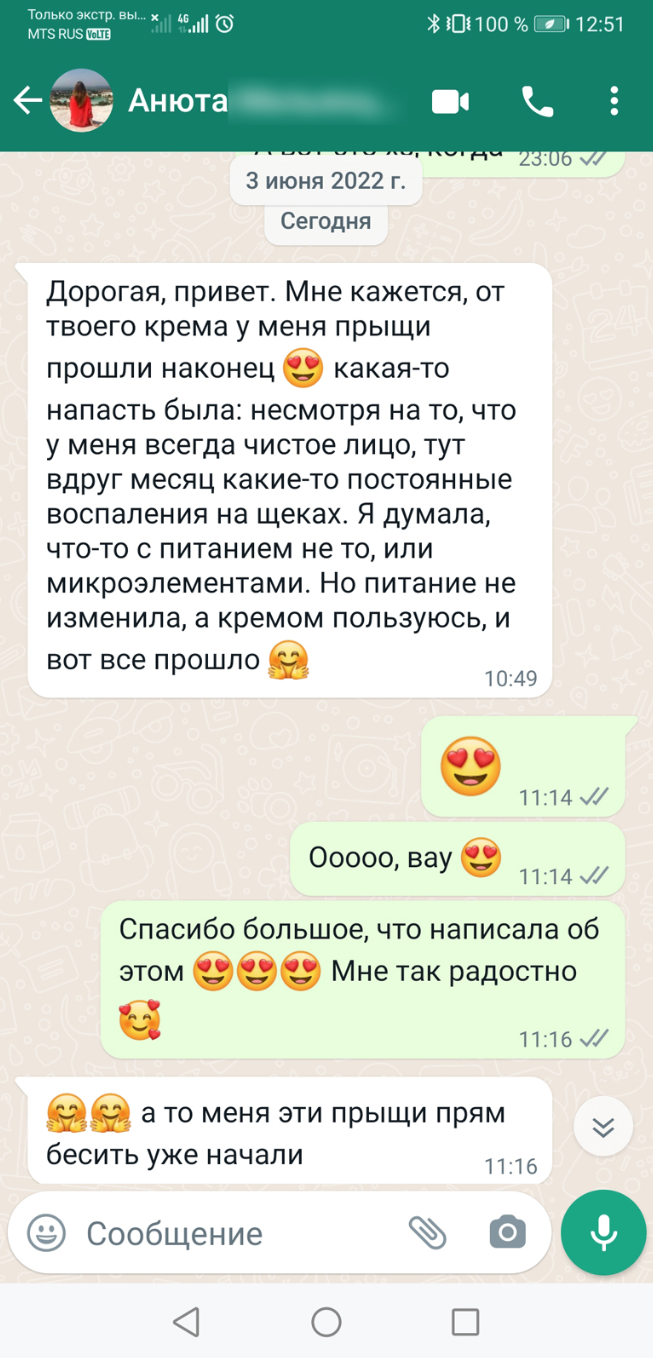 Только экстр. вы...
4G
100 %
12:51
MTS RUS VoLTE
Анюта
23:06
3 июня 2022 г.
Сегодня
Дорогая, привет. Мне кажется, от
твоего крема у меня прыщи
прошли наконец 😍 какая-то
напасть была: несмотря на то, что
у меня всегда чистое лицо, тут
вдруг месяц какие-то постоянные
воспаления на щеках. Я думала,
что-то с питанием не то, или
микроэлементами. Но питание не
изменила, а кремом пользуюсь, и
вот все прошло 🤗
10:49
😍
11:14
Ооооо, вау 😍
11:14
Спасибо большое, что написала об
этом 😍😍😍 Мне так радостно
🥰
11:16
🤗🤗 а то меня эти прыщи прям
бесить уже начали
11:16
Сообщение